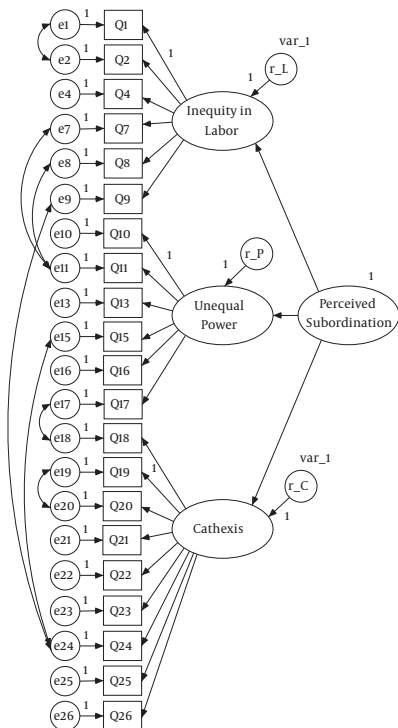 e1 1 Q1
e2 1 Q2
e4 1 Q4
e7 1 Q7
e8 1 Q8
e9 1 Q9
e10 1 Q10
e11 1 Q11
e13 1 Q13
e15 1 Q15
e16 1 Q16
e17 1 Q17
e18 1 Q18
e19 1 Q19
e20 1 Q20
e21 1 Q21
e22 1 Q22
e23 1 Q23
e24 1 Q24
e25 1 Q25
e26 1 Q26
1
Inequity in
Labor
1
var_1
r_L
1
Unequal
Power
1
r_P
1
Cathexis
var_1
r_C
1
1
Perceived
Subordination